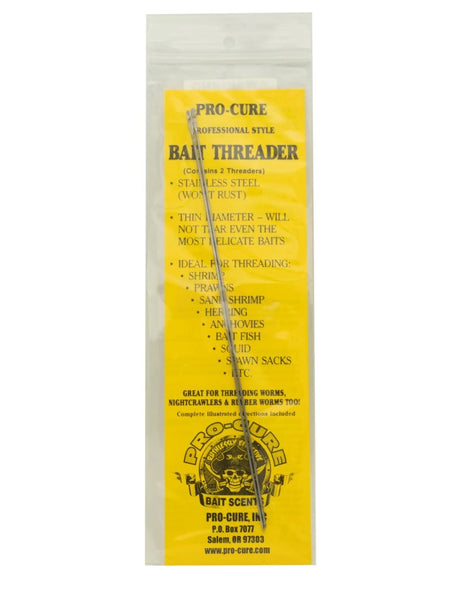 PRO-CURE
PROFESSIONAL STYLE
BAIT THREADER
(Contains 2 Threaders)
• STAINLESS STEEL
(WON'T RUST)
• THIN DIAMETER – WILL
NOT TEAR EVEN THE
MOST DELICATE BAITS
• IDEAL FOR THREADING:
• SHRIMP
• PRAWNS
• SAND SHRIMP
• HERRING
• ANCHOVIES
• BAIT FISH
• SQUID
• SPAWN SACKS
• ETC.
GREAT FOR THREADING WORMS,
NIGHTCRAWLERS & RUBBER WORMS TOO!
Complete illustrated directions included
PRO-CURE
RUTHLESSLY EFFECTIVE
BAIT SCENTS
PRO-CURE, INC
P.O. Box 7077
Salem, OR 97303
www.pro-cure.com